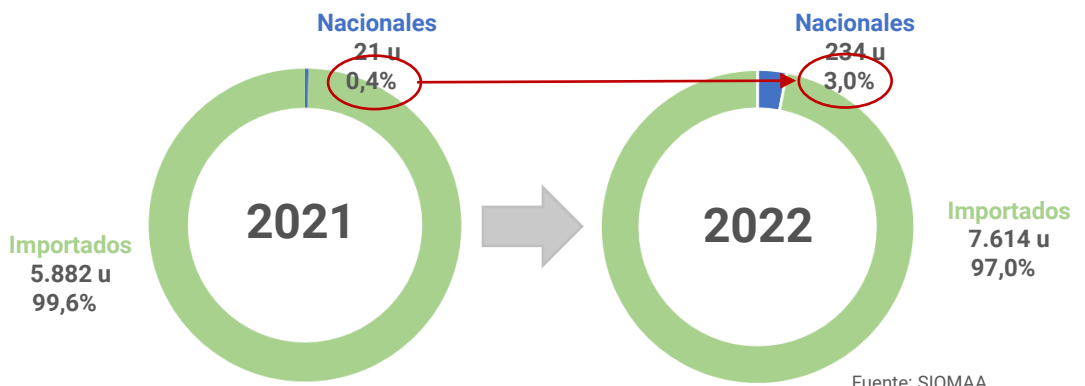 Nacionales
21 u
0,4%
Nacionales
234 u
3,0%
2021
2022
Importados
5.882 u
99,6%
Importados
7.614 u
97,0%
Fuente: SIOMAA